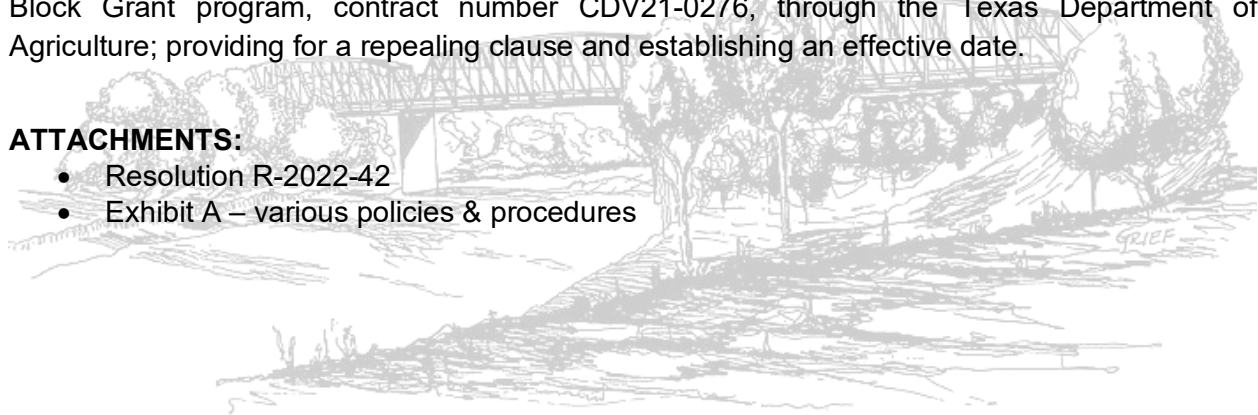 Block Grant program, contract number CDV21-0276, through the Texas Department of
Agriculture; providing for a repealing clause and establishing an effective date.
ATTACHMENTS:
• Resolution R-2022-42
• Exhibit A – various policies & procedures
GRIEF